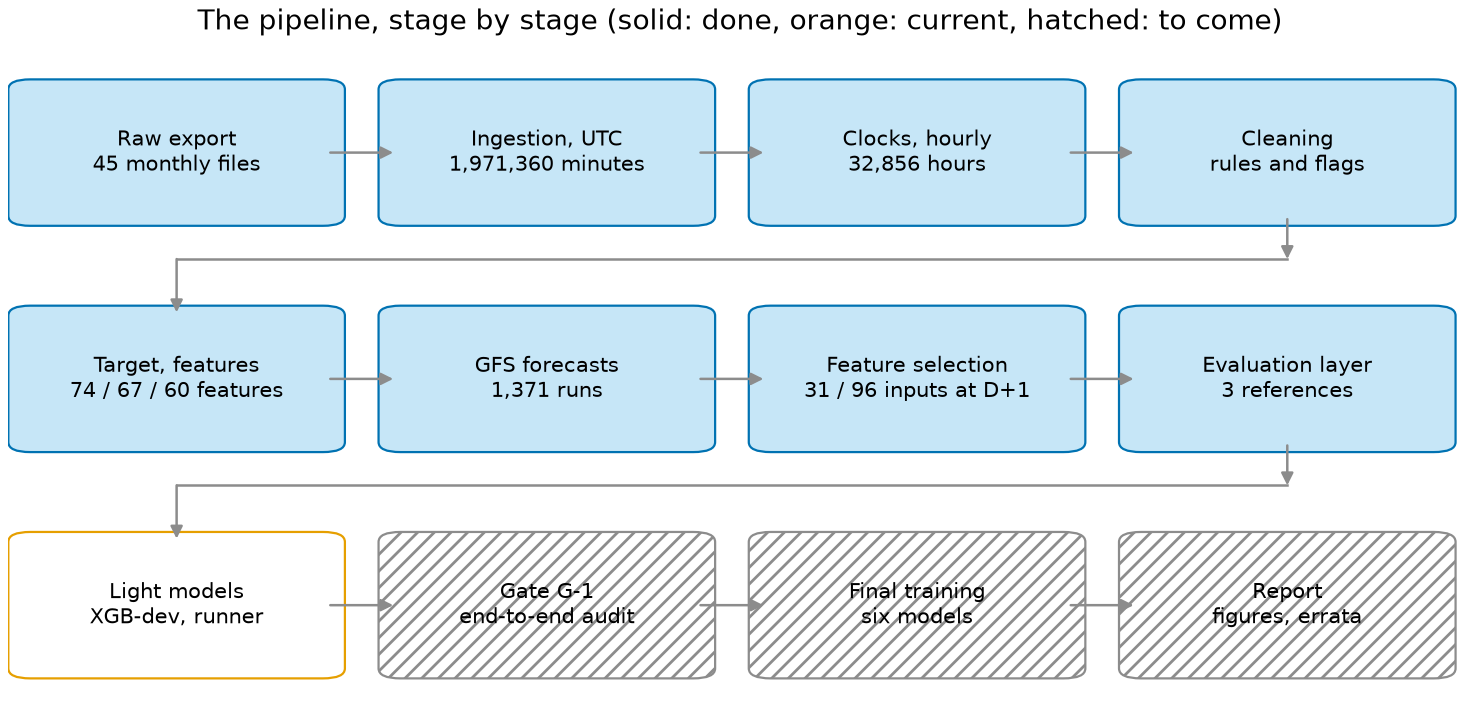 The pipeline, stage by stage (solid: done, orange: current, hatched: to come)
Raw export
45 monthly files
Ingestion, UTC
1,971,360 minutes
Clocks, hourly
32,856 hours
Cleaning
rules and flags
Target, features
74 / 67 / 60 features
GFS forecasts
1,371 runs
Feature selection
31 / 96 inputs at D+1
Evaluation layer
3 references
Light models
XGB-dev, runner
Gate G-1
end-to-end audit
Final training
six models
Report
figures, errata